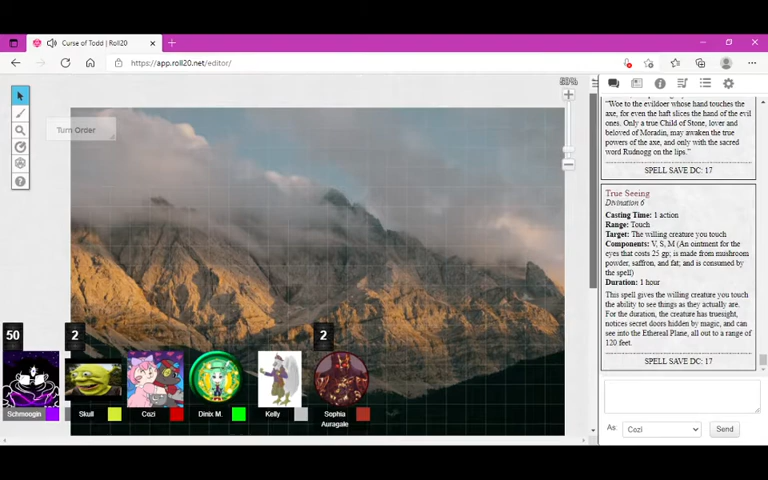 Curse of Todd | Roll20
https://app.roll20.net/editor/
50%
Turn Order
"Woe to the evildoer whose hand touches the
axe, for even the haft slices the hand of the evil
ones. Only a true Child of Stone, lover and
beloved of Moradin, may awaken the true
powers of the axe, and only with the sacred
word Rudnogg on the lips."
SPELL SAVE DC: 17
True Seeing
Divination 6
Casting Time: 1 action
Range: Touch
Target: The willing creature you touch
Components: V, S, M (An ointment for the
eyes that costs 25 gp; is made from mushroom
powder, saffron, and fat; and is consumed by
the spell)
Duration: 1 hour
This spell gives the willing creature you touch
the ability to see things as they actually are.
For the duration, the creature has truesight,
notices secret doors hidden by magic, and can
see into the Ethereal Plane, all out to a range of
120 feet.
SPELL SAVE DC: 17
50
2
2
Schmoogin
Skull
Cozi
Dinix M.
Kelly
Sophia
Auragale
As:
Cozi
Send